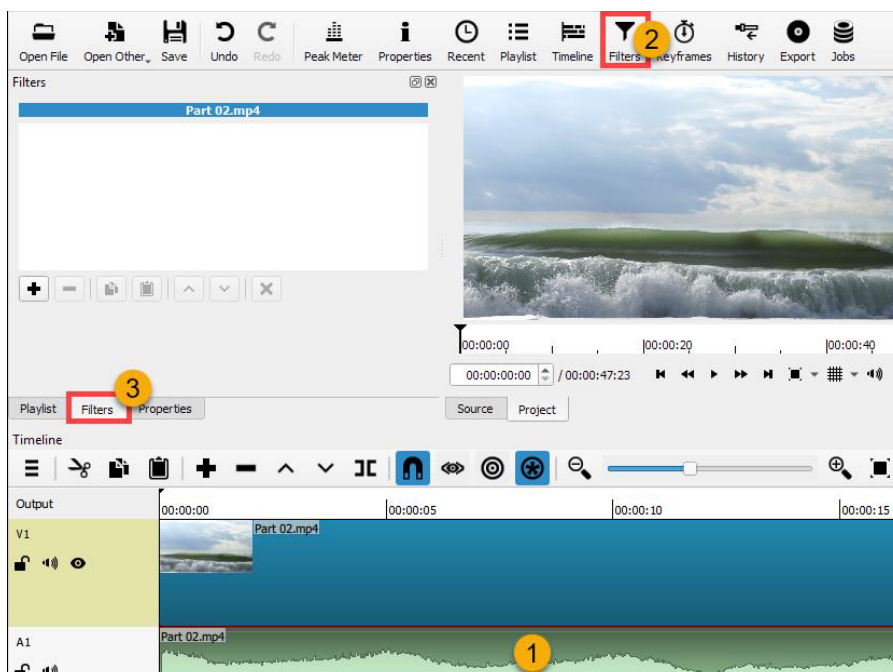 Open File Open Other Save Undo Redo Peak Meter Properties Recent Playlist Timeline Filters 2 Keyframes History Export Jobs
Filters
Part 02.mp4
00:00:00 00:00:20 00:00:40
00:00:00:00 / 00:00:47:23
3
Playlist Filters Properties Source Project
Timeline
Output 00:00:00 00:00:05 00:00:10 00:00:15
V1 Part 02.mp4
A1 Part 02.mp4
1